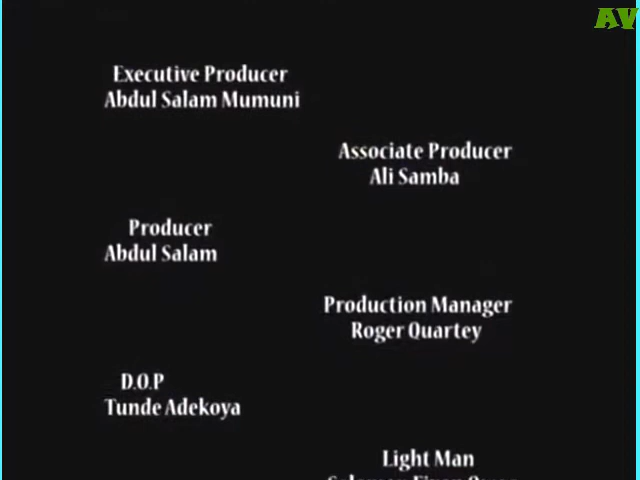 AV
Executive Producer
Abdul Salam Mumuni
Associate Producer
Ali Samba
Producer
Abdul Salam
Production Manager
Roger Quartey
D.O.P
Tunde Adekoya
Light Man